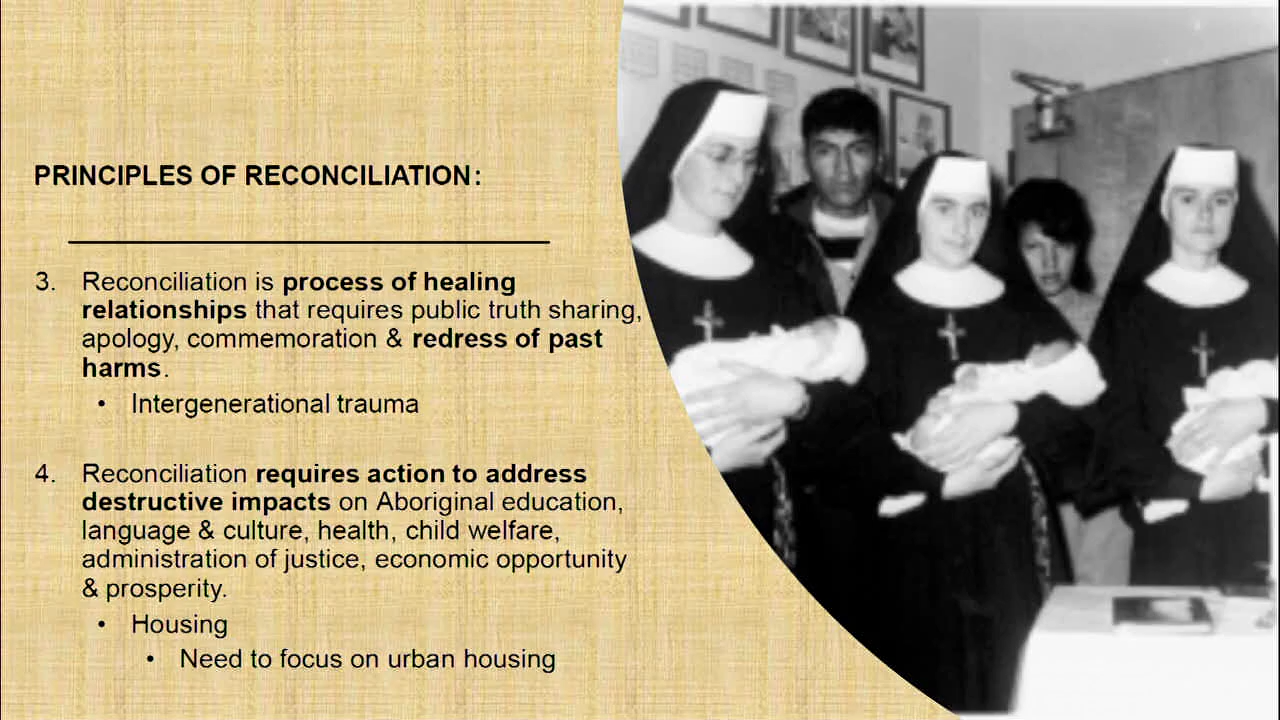 PRINCIPLES OF RECONCILIATION:
3. Reconciliation is process of healing
relationships that requires public truth sharing,
apology, commemoration & redress of past
harms.
• Intergenerational trauma
4. Reconciliation requires action to address
destructive impacts on Aboriginal education,
language & culture, health, child welfare,
administration of justice, economic opportunity
& prosperity.
• Housing
• Need to focus on urban housing